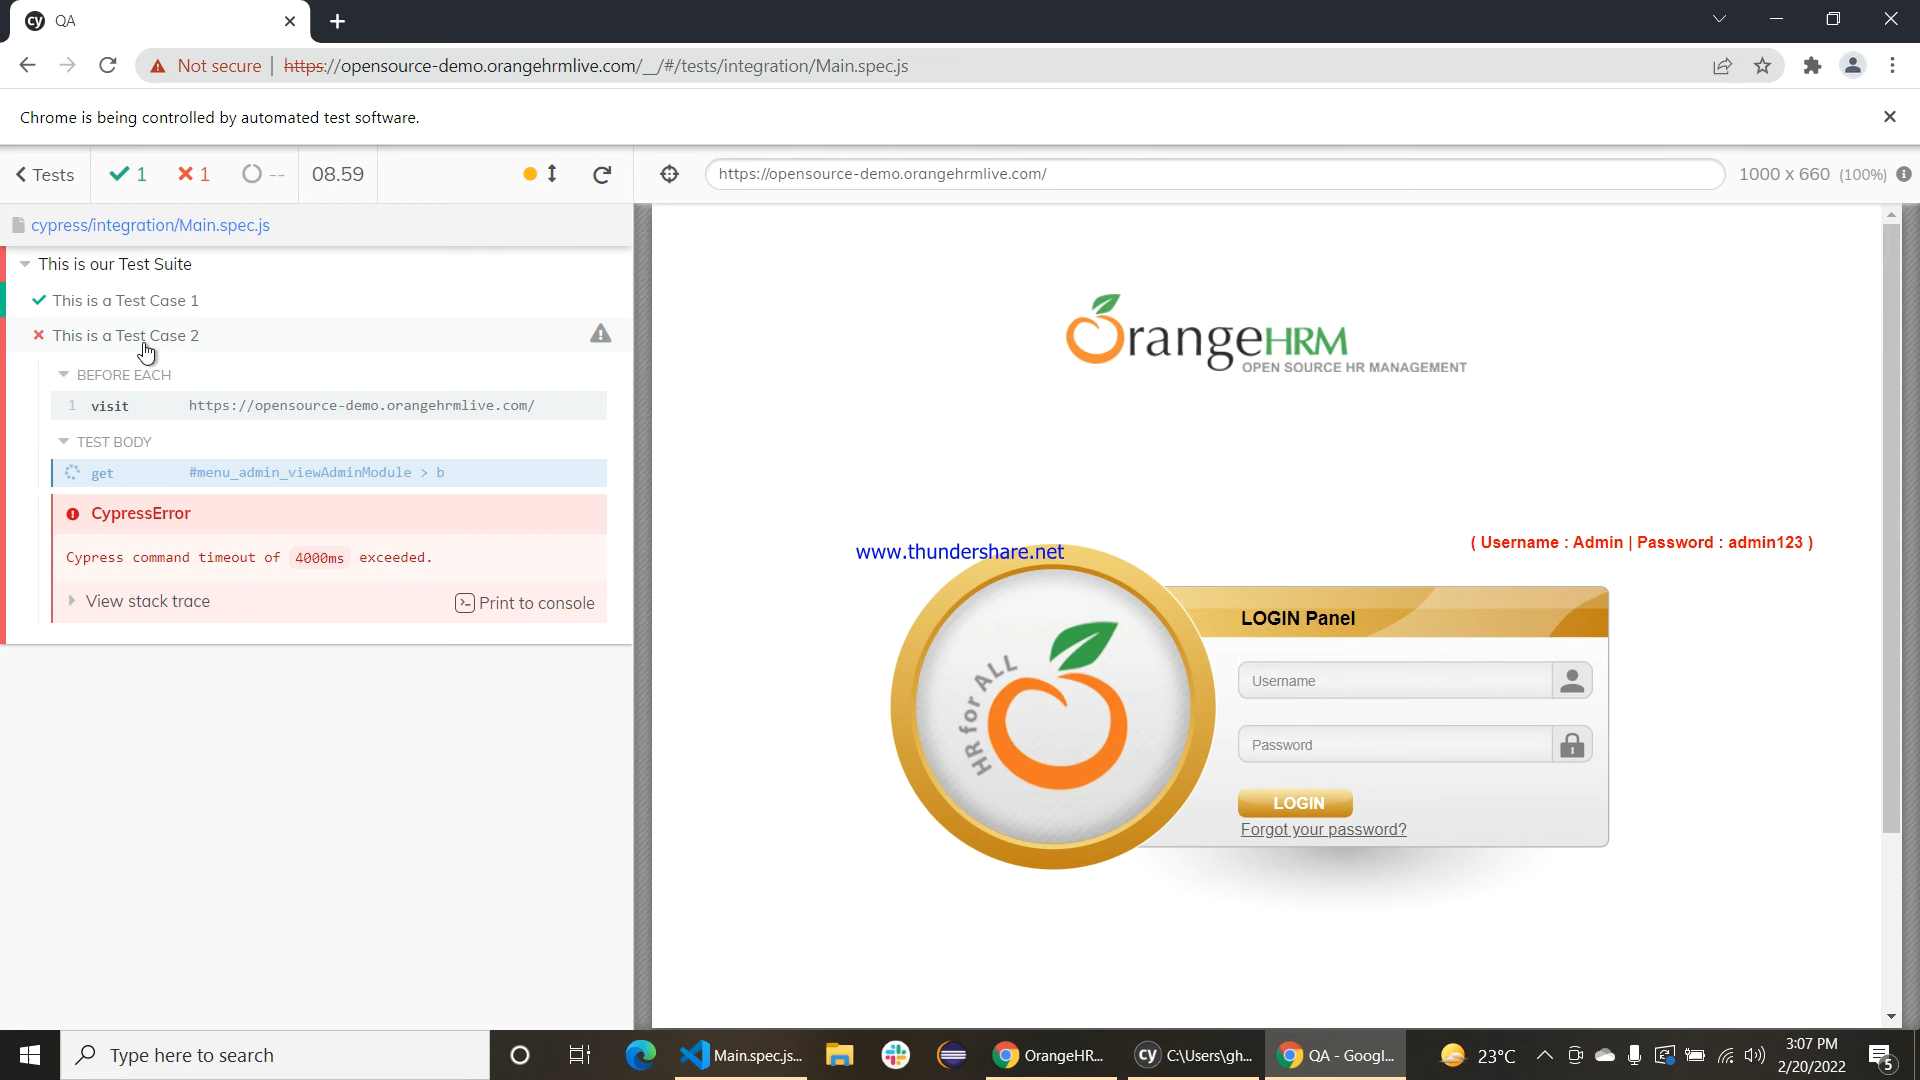 cy QA
Not secure | https://opensource-demo.orangehrmlive.com/__/#/tests/integration/Main.spec.js
Chrome is being controlled by automated test software.
Tests 1 1 -- 08.59
https://opensource-demo.orangehrmlive.com/
1000 x 660 (100%)
cypress/integration/Main.spec.js
This is our Test Suite
This is a Test Case 1
This is a Test Case 2
BEFORE EACH
1 visit https://opensource-demo.orangehrmlive.com/
TEST BODY
get #menu_admin_viewAdminModule > b
CypressError
Cypress command timeout of 4000ms exceeded.
View stack trace
Print to console
OrangeHRM
OPEN SOURCE HR MANAGEMENT
www.thundershare.net
( Username : Admin | Password : admin123 )
HR for ALL
LOGIN Panel
Username
Password
LOGIN
Forgot your password?
Type here to search
Main.spec.js...
OrangeHR...
cy C:\Users\gh...
QA - Googl...
23°C
3:07 PM
2/20/2022
5